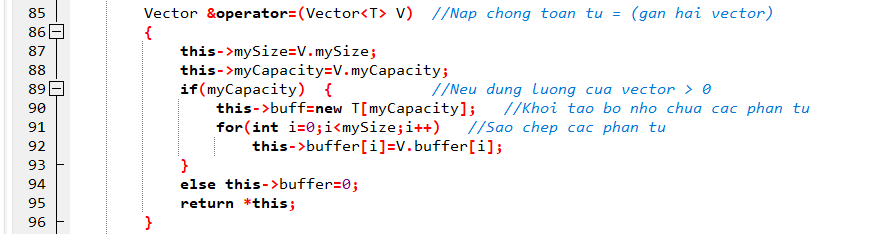 85 Vector &operator=(Vector<T> V) //Nap chong toan tu = (gan hai vector)
86 {
87 this->mySize=V.mySize;
88 this->myCapacity=V.myCapacity;
89 if(myCapacity) { //Neu dung luong cua vector > 0
90 this->buff=new T[myCapacity]; //Khoi tao bo nho chua cac phan tu
91 for(int i=0;i<mySize;i++) //Sao chep cac phan tu
92 this->buffer[i]=V.buffer[i];
93 }
94 else this->buffer=0;
95 return *this;
96 }